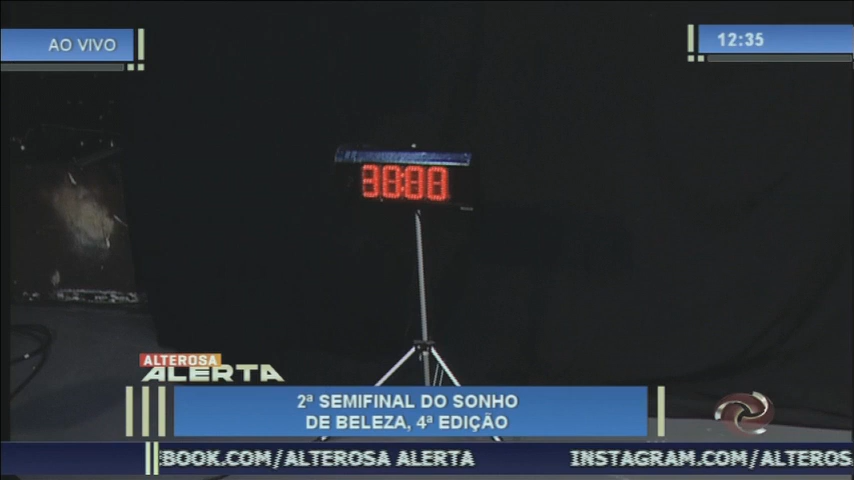 AO VIVO
12:35
30:00
ALTEROSA
ALERTA
2ª SEMIFINAL DO SONHO
DE BELEZA, 4ª EDIÇÃO
BOOK.COM/ALTEROSA ALERTA INSTAGRAM.COM/ALTEROS